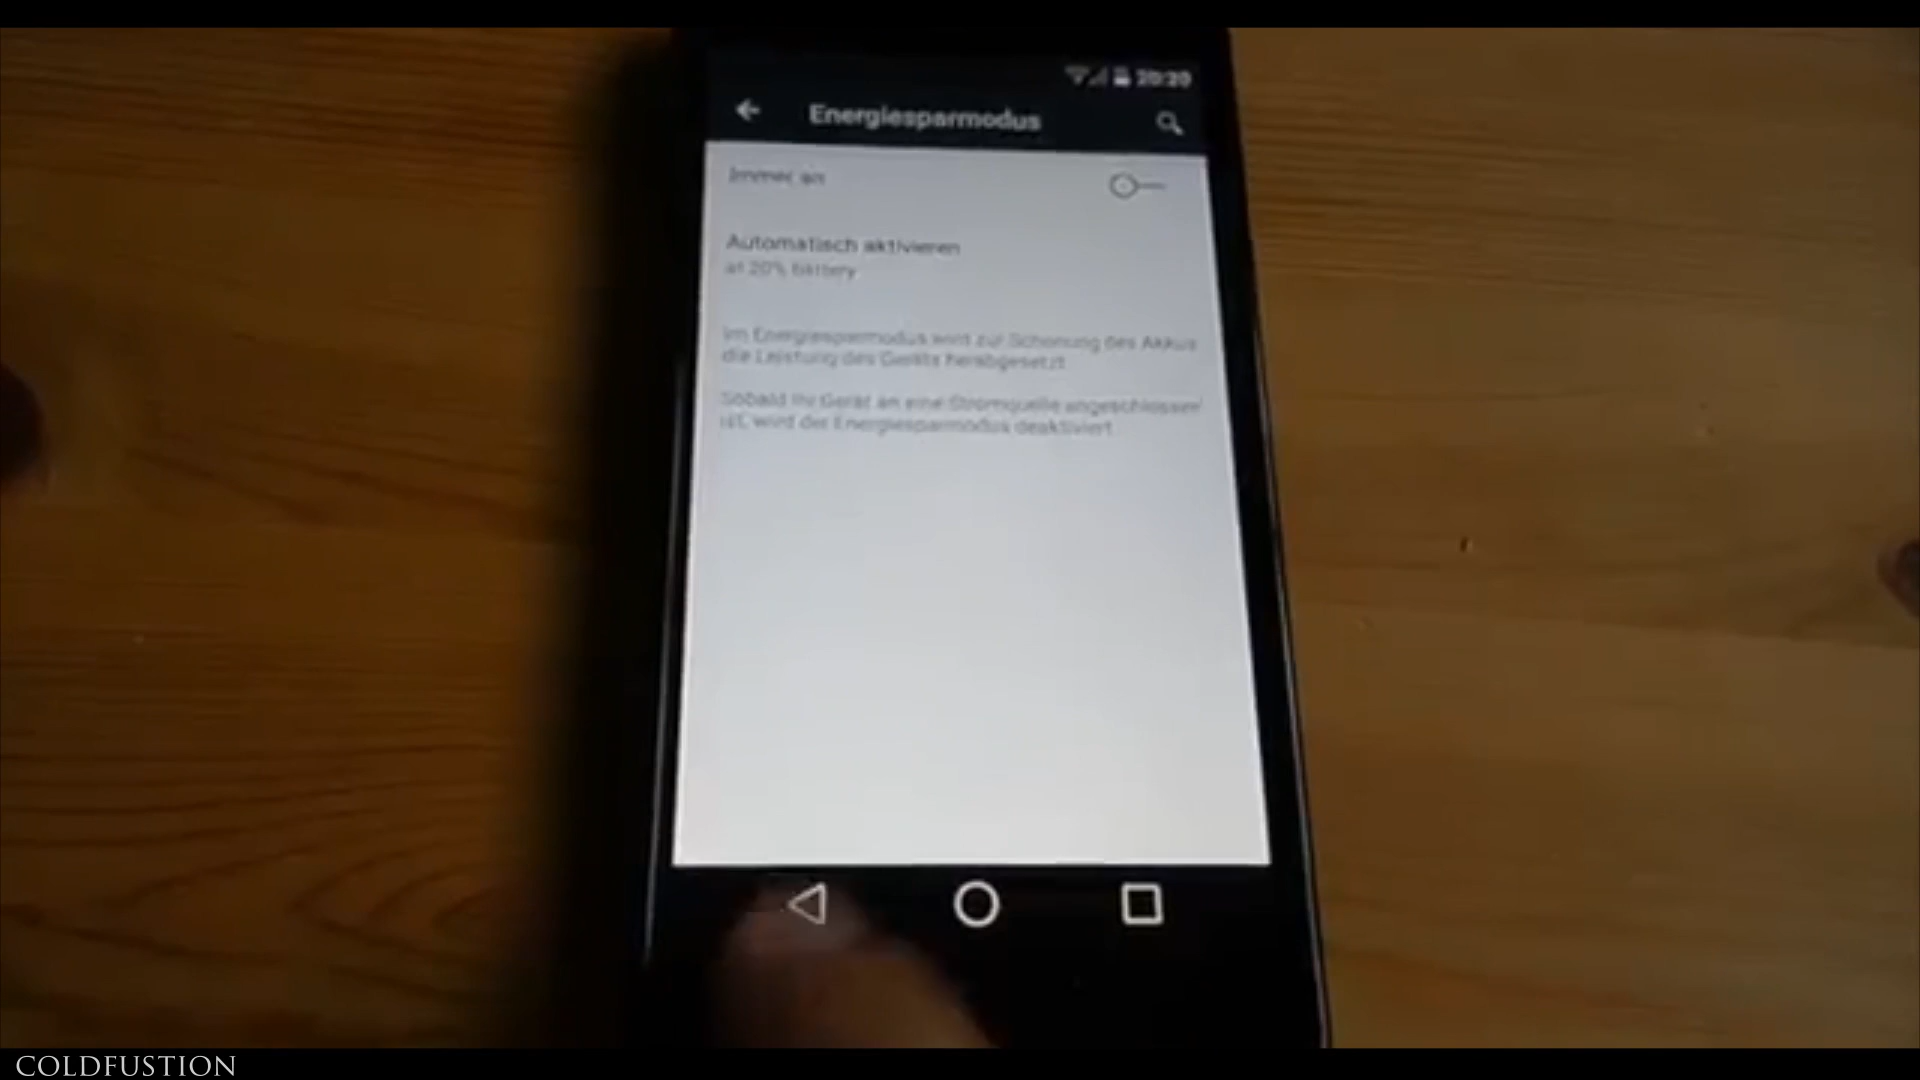 20:20
Energiesparmodus
Immer an
Automatisch aktivieren
at 20% battery
Im Energiesparmodus wird zur Schonung des Akkus
die Leistung des Geräts herabgesetzt
Sobald Ihr Gerät an eine Stromquelle angeschlossen
ist, wird der Energiesparmodus deaktiviert.
COLDFUSTION